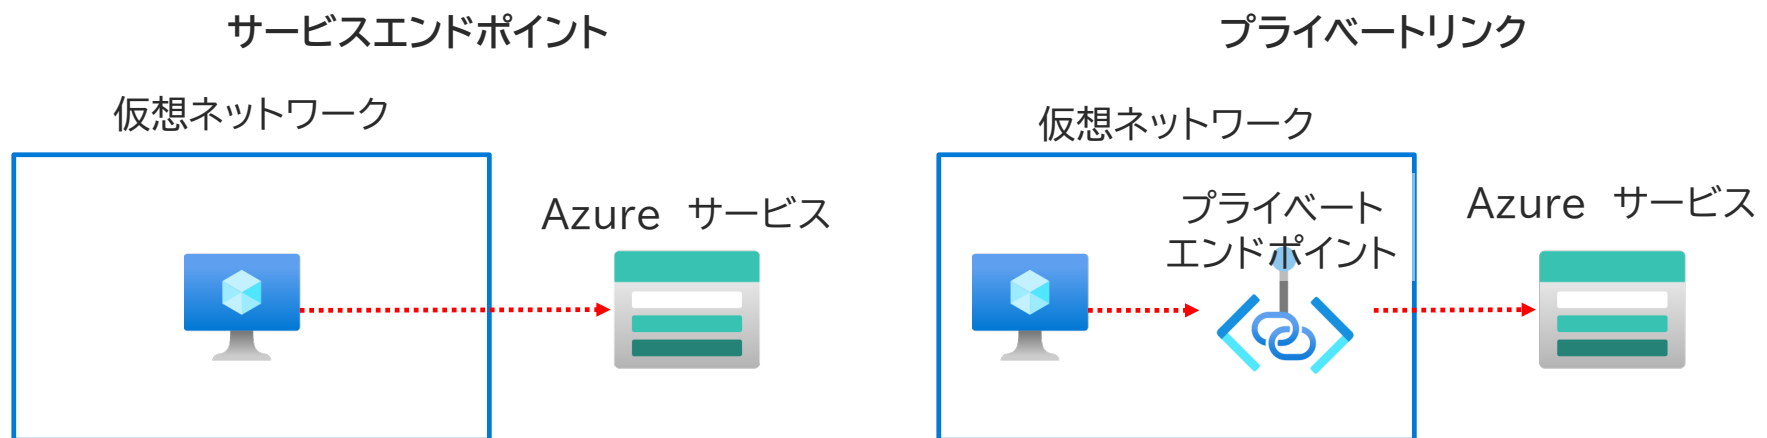 サービスエンドポイント
プライベートリンク
仮想ネットワーク
Azure サービス
仮想ネットワーク
プライベート
エンドポイント
Azure サービス